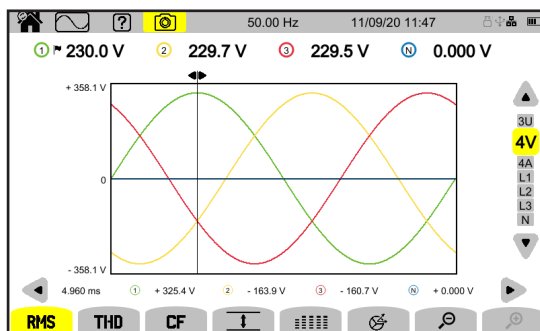 ? 50.00 Hz 11/09/20 11:47
1 230.0 V 2 229.7 V 3 229.5 V N 0.000 V
+ 358.1 V
3U
4V
4A
0
L1
L2
L3
N
- 358.1 V
4.960 ms 1 + 325.4 V 2 - 163.9 V 3 - 160.7 V N + 0.000 V
RMS THD CF